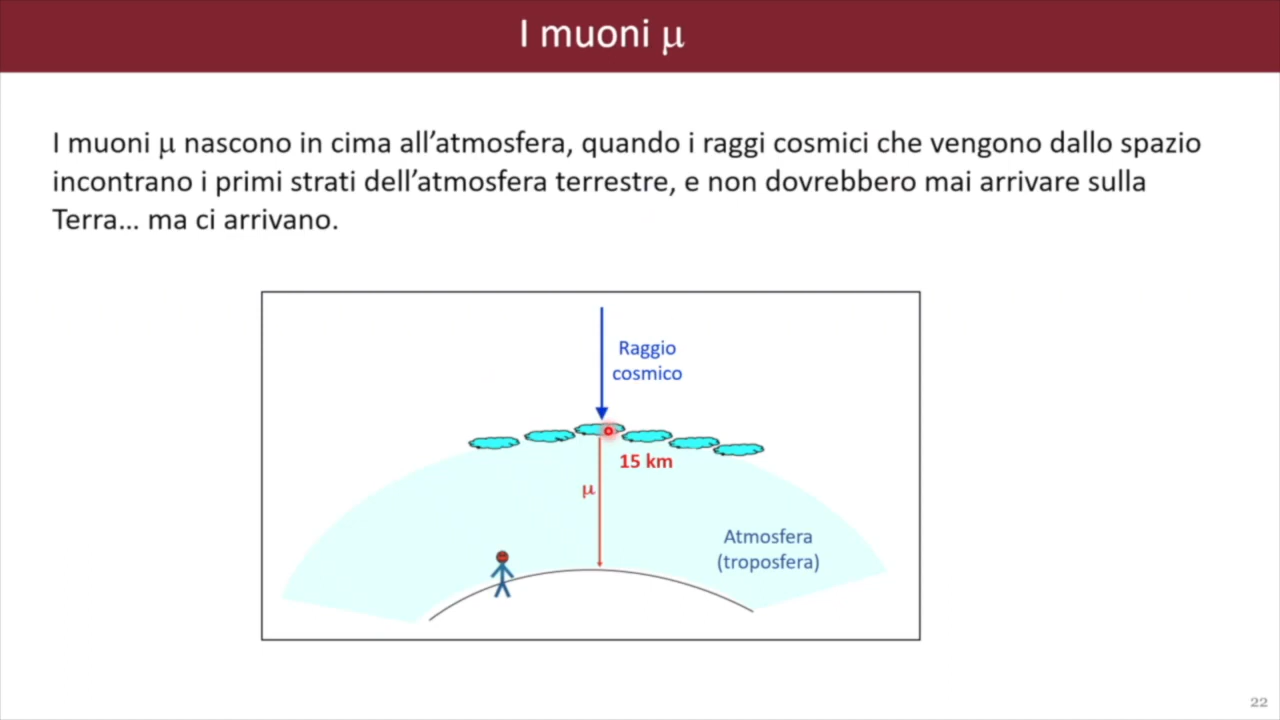 I muoni μ
I muoni μ nascono in cima all’atmosfera, quando i raggi cosmici che vengono dallo spazio
incontrano i primi strati dell’atmosfera terrestre, e non dovrebbero mai arrivare sulla
Terra… ma ci arrivano.
Raggio
cosmico
15 km
μ
Atmosfera
(troposfera)
22